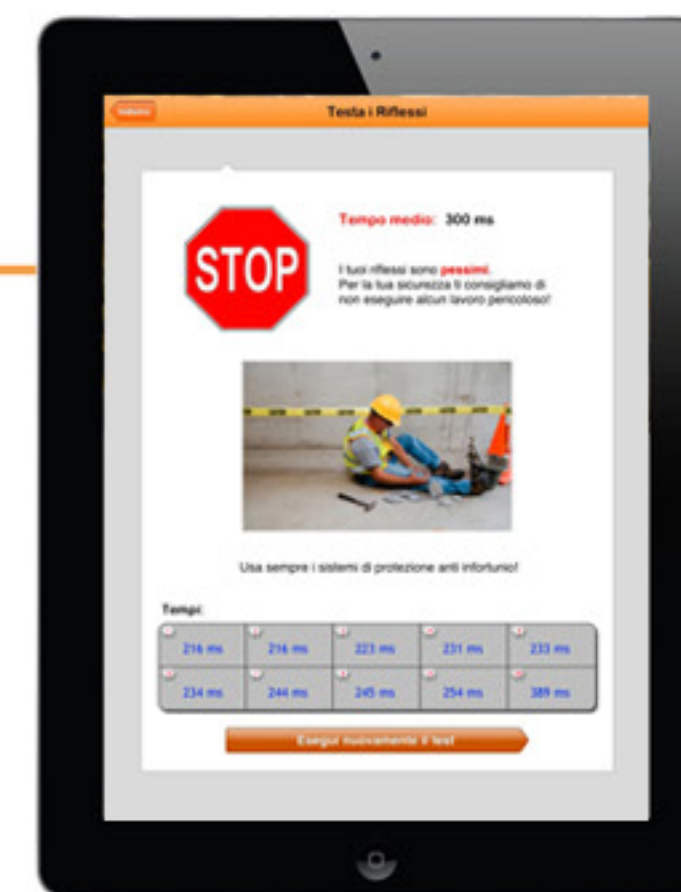 Testa i Riflessi
STOP
Tempo medio: 300 ms
I tuoi riflessi sono pessimi.
Per la tua sicurezza ti consigliamo di
non eseguire alcun lavoro pericoloso!
Usa sempre i sistemi di protezione anti infortunio!
Tempi:
216 ms 216 ms 223 ms 231 ms 233 ms
234 ms 244 ms 245 ms 254 ms 389 ms
Esegui nuovamente il test